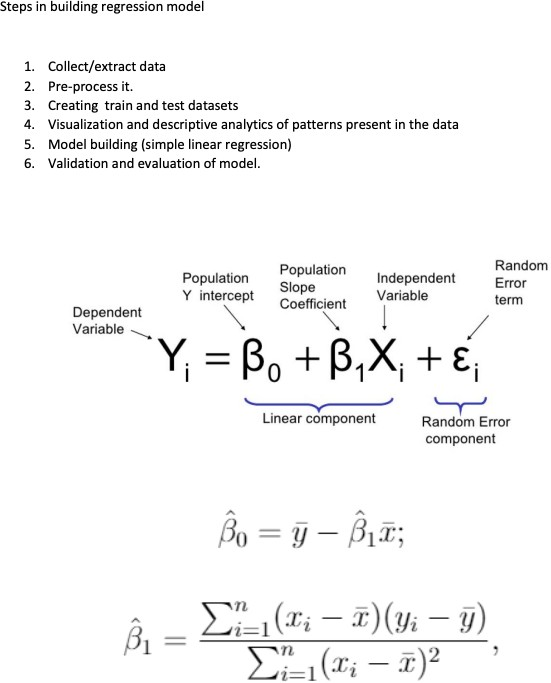 Steps in building regression model
1. Collect/extract data
2. Pre-process it.
3. Creating train and test datasets
4. Visualization and descriptive analytics of patterns present in the data
5. Model building (simple linear regression)
6. Validation and evaluation of model.
Dependent
Variable
Population
Y intercept
Population
Slope
Coefficient
Independent
Variable
Random
Error
term
Yᵢ = β₀ + β₁Xᵢ + εᵢ
Linear component
Random Error
component
β̂₀ = ȳ − β̂₁x̄;
β̂₁ = ∑ⁿᵢ₌₁(xᵢ − x̄)(yᵢ − ȳ) / ∑ⁿᵢ₌₁(xᵢ − x̄)²,